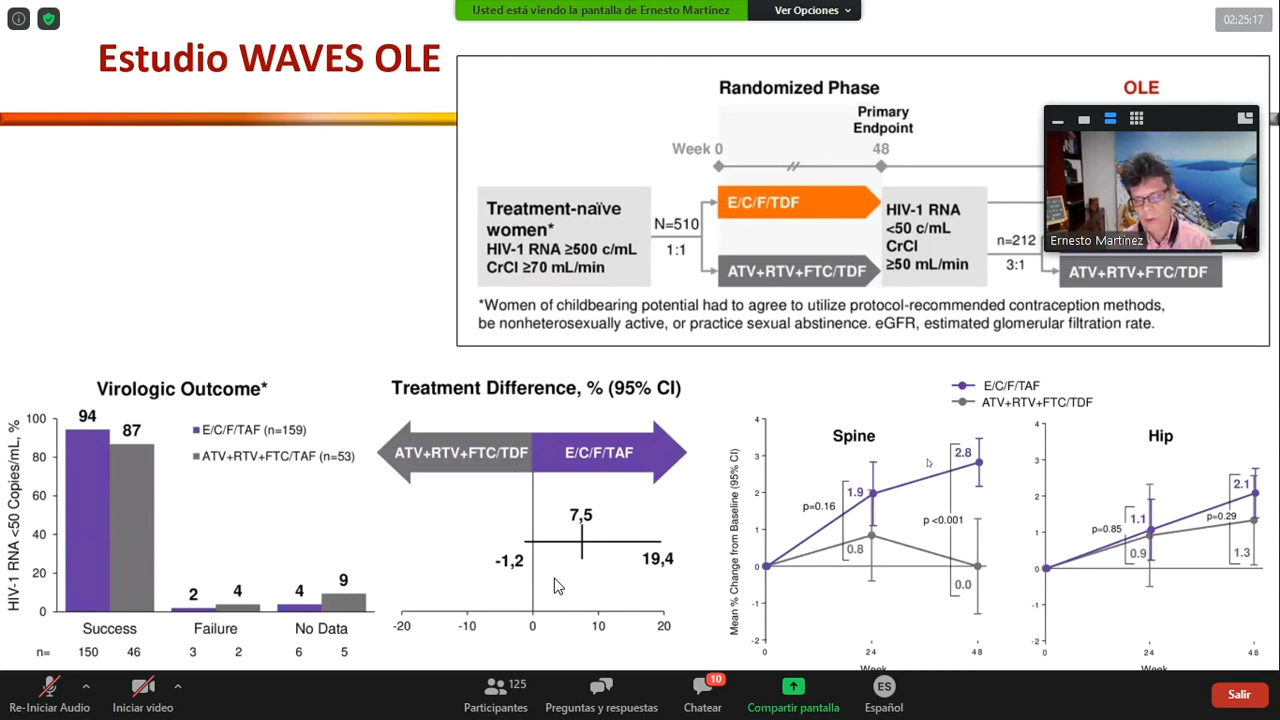 Usted está viendo la pantalla de Ernesto Martínez
Ver Opciones
02:25:17
Estudio WAVES OLE
Randomized Phase
OLE
Primary
Endpoint
Week 0
48
Treatment-naïve
women*
HIV-1 RNA ≥500 c/mL
CrCl ≥70 mL/min
N=510
1:1
E/C/F/TDF
ATV+RTV+FTC/TDF
HIV-1 RNA
<50 c/mL
CrCl
≥50 mL/min
n=212
3:1
Ernesto Martínez
ATV+RTV+FTC/TDF
*Women of childbearing potential had to agree to utilize protocol-recommended contraception methods,
be nonheterosexually active, or practice sexual abstinence. eGFR, estimated glomerular filtration rate.
Virologic Outcome*
HIV-1 RNA <50 Copies/mL, %
100
80
60
40
20
0
94
87
2
4
4
9
E/C/F/TAF (n=159)
ATV+RTV+FTC/TAF (n=53)
Success
Failure
No Data
n=
150
46
3
2
6
5
Treatment Difference, % (95% CI)
ATV+RTV+FTC/TDF
E/C/F/TAF
7,5
-1,2
19,4
-20
-10
0
10
20
E/C/F/TAF
ATV+RTV+FTC/TDF
Mean % Change from Baseline (95% CI)
Spine
4
3
2
1
0
-1
-2
1.9
p=0.16
0.8
2.8
p <0.001
0.0
0
24
48
Week
Hip
4
3
2
1
0
-1
-2
1.1
p=0.85
0.9
2.1
p=0.29
1.3
0
24
48
Week
Re-Iniciar Audio
Iniciar video
125
Participantes
Preguntas y respuestas
10
Chatear
Compartir pantalla
ES
Español
Salir